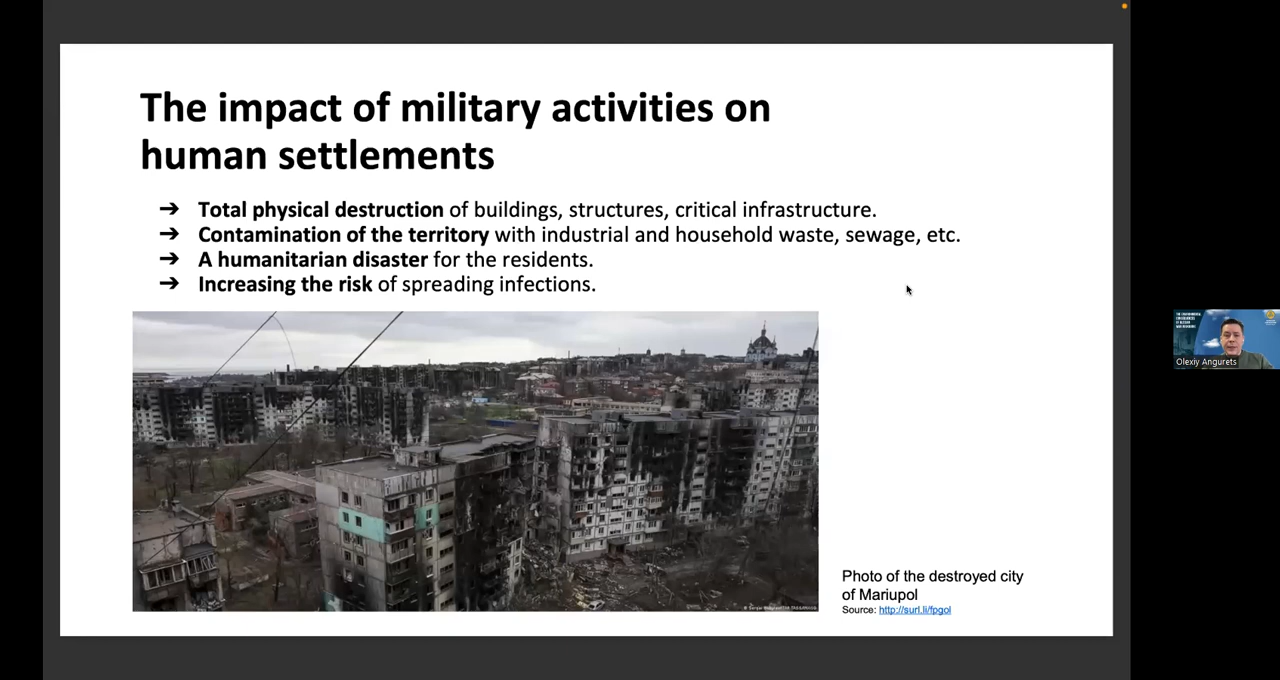 The impact of military activities on
human settlements
➔ Total physical destruction of buildings, structures, critical infrastructure.
➔ Contamination of the territory with industrial and household waste, sewage, etc.
➔ A humanitarian disaster for the residents.
➔ Increasing the risk of spreading infections.
Photo of the destroyed city
of Mariupol
Source: http://surl.li/fpgol
Olexiy Angurets